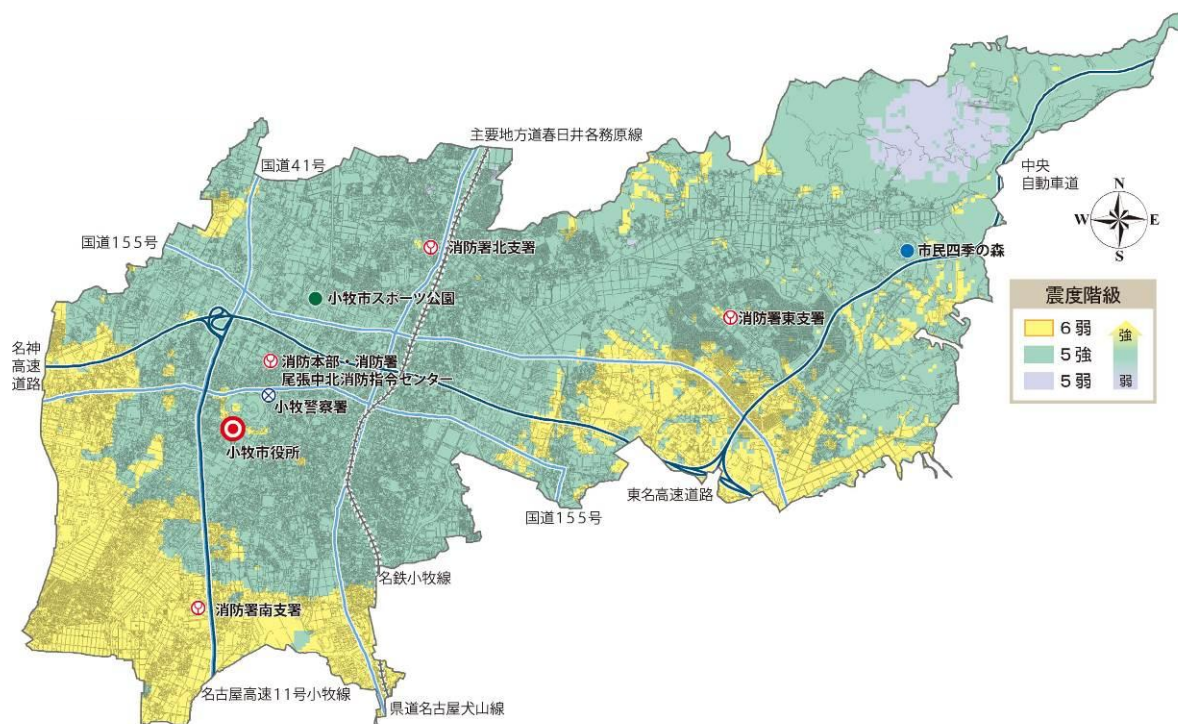 主要地方道春日井各務原線
国道41号
国道155号
中央
自動車道
N
W
E
S
消防署北支署
市民四季の森
小牧市スポーツ公園
消防署東支署
震度階級
6弱
5強
5弱
強
弱
名神
高速
道路
消防本部・消防署
尾張中北消防指令センター
小牧警察署
小牧市役所
東名高速道路
国道155号
名鉄小牧線
消防署南支署
名古屋高速11号小牧線
県道名古屋犬山線